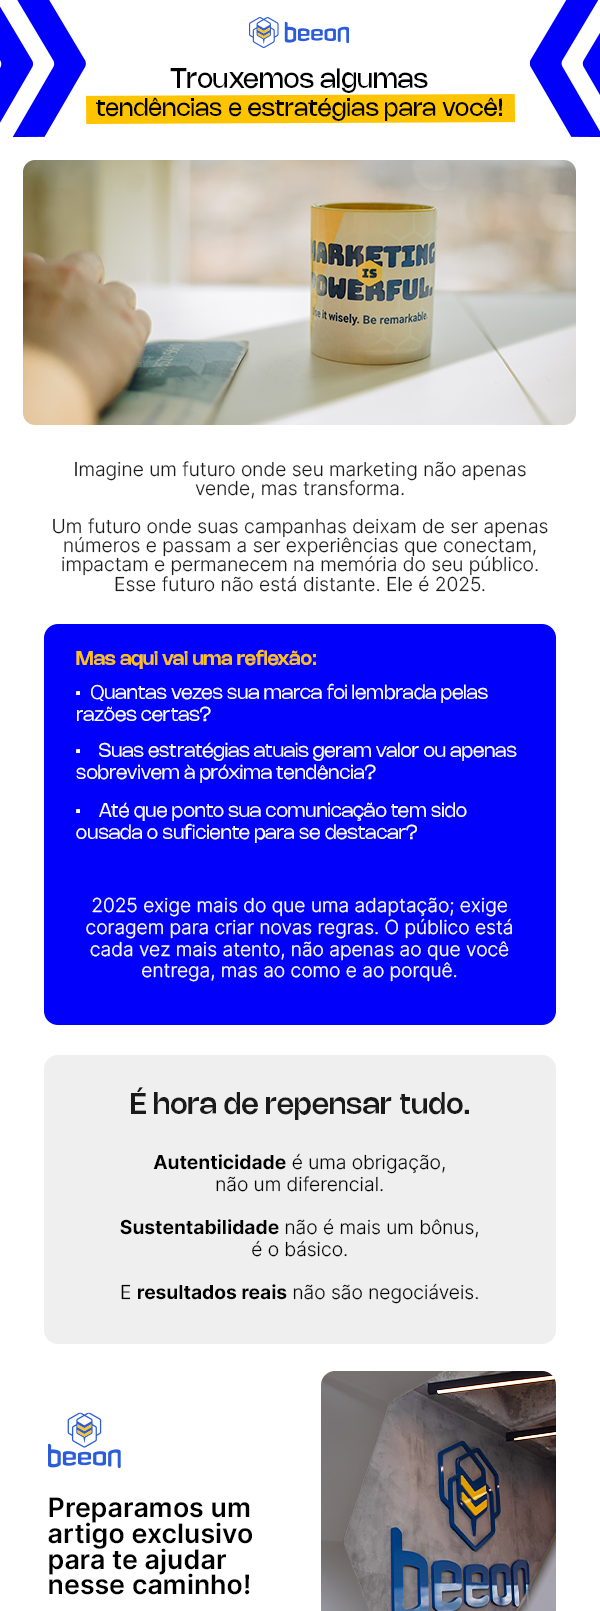 beeon
Trouxemos algumas
tendências e estratégias para você!
MARKETING
IS
POWERFUL.
Use it wisely. Be remarkable.
Imagine um futuro onde seu marketing não apenas
vende, mas transforma.
Um futuro onde suas campanhas deixam de ser apenas
números e passam a ser experiências que conectam,
impactam e permanecem na memória do seu público.
Esse futuro não está distante. Ele é 2025.
Mas aqui vai uma reflexão:
• Quantas vezes sua marca foi lembrada pelas
razões certas?
• Suas estratégias atuais geram valor ou apenas
sobrevivem à próxima tendência?
• Até que ponto sua comunicação tem sido
ousada o suficiente para se destacar?
2025 exige mais do que uma adaptação; exige
coragem para criar novas regras. O público está
cada vez mais atento, não apenas ao que você
entrega, mas ao como e ao porquê.
É hora de repensar tudo.
Autenticidade é uma obrigação,
não um diferencial.
Sustentabilidade não é mais um bônus,
é o básico.
E resultados reais não são negociáveis.
beeon
Preparamos um
artigo exclusivo
para te ajudar
nesse caminho!
beeon